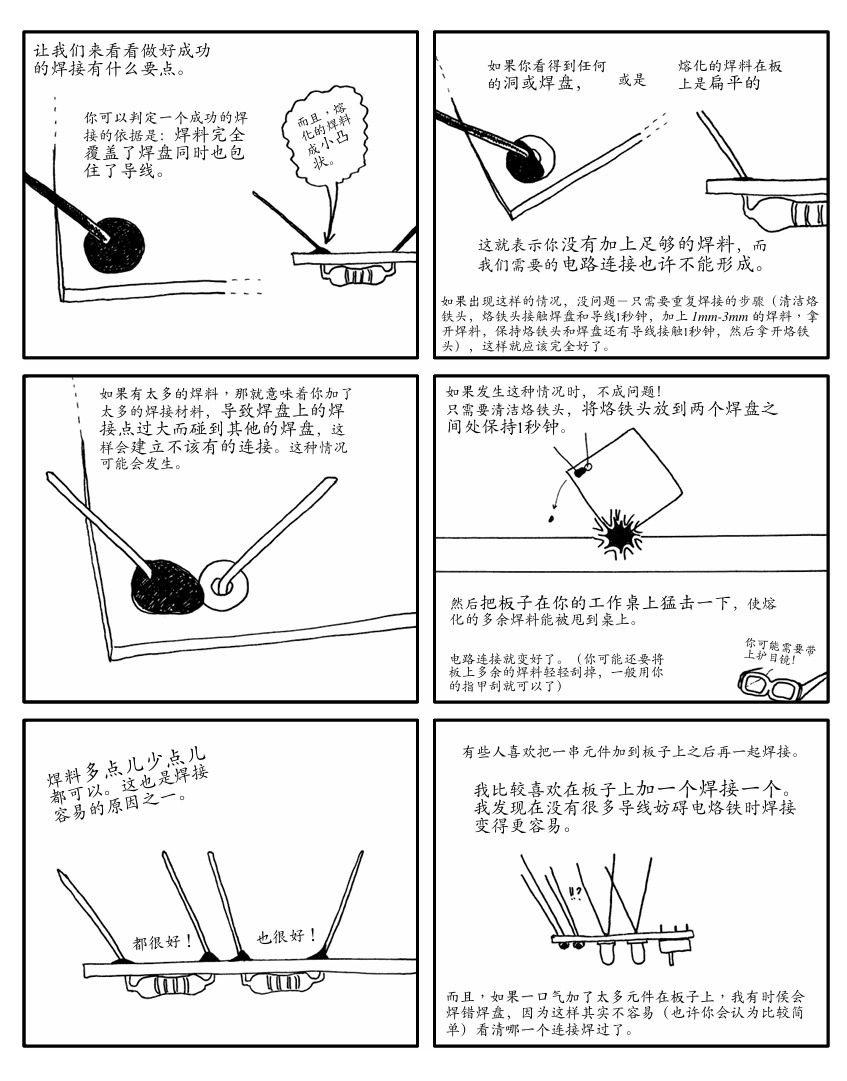 让我们来看看做好成功
的焊接有什么要点。
你可以判定一个成功的焊
接的依据是：焊料完全
覆盖了焊盘同时也包
住了导线。
而且，熔
化的焊料
成小凸
状。
如果你看得到任何
的洞或焊盘，
或是
熔化的焊料在板
上是扁平的
这就表示你没有加上足够的焊料，而
我们需要的电路连接也许不能形成。
如果出现这样的情况，没问题－只需要重复焊接的步骤（清洁烙
铁头，烙铁头接触焊盘和导线1秒钟，加上 1mm-3mm 的焊料，拿
开焊料，保持烙铁头和焊盘还有导线接触1秒钟，然后拿开烙铁
头），这样就应该完全好了。
如果有太多的焊料，那就意味着你加了
太多的焊接材料，导致焊盘上的焊
接点过大而碰到其他的焊盘，这
样会建立不该有的连接。这种情况
可能会发生。
如果发生这种情况时，不成问题！
只需要清洁烙铁头，将烙铁头放到两个焊盘之
间处保持1秒钟。
然后把板子在你的工作桌上猛击一下，使熔
化的多余焊料能被甩到桌上。
电路连接就变好了。（你可能还要将
板上多余的焊料轻轻刮掉，一般用你
的指甲刮就可以了）
你可能需要带
上护目镜！
焊料多点儿少点儿
都可以。这也是焊接
容易的原因之一。
都很好！
也很好！
有些人喜欢把一串元件加到板子上之后再一起焊接。
我比较喜欢在板子上加一个焊接一个。
我发现在没有很多导线妨碍电烙铁时焊接
变得更容易。
!!?
而且，如果一口气加了太多元件在板子上，我有时侯会
焊错焊盘，因为这样其实不容易（也许你会认为比较简
单）看清哪一个连接焊过了。